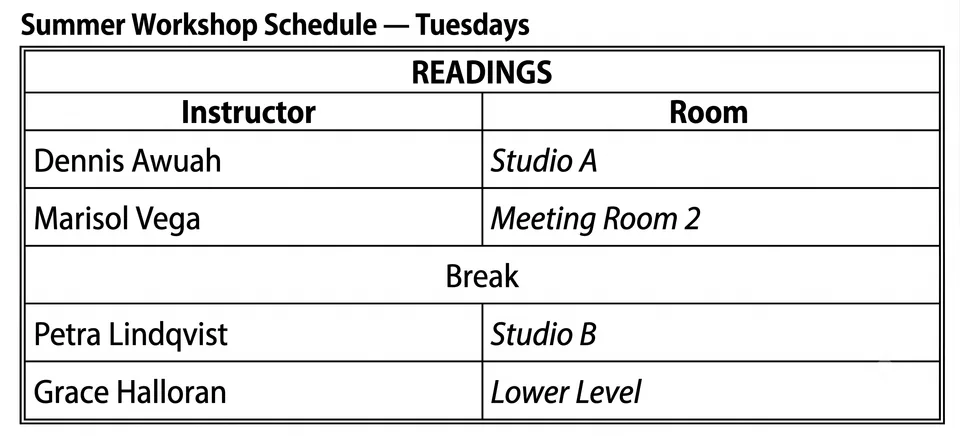 Summer Workshop Schedule — Tuesdays
READINGS
Instructor Room
Dennis Awuah Studio A
Marisol Vega Meeting Room 2
Break
Petra Lindqvist Studio B
Grace Halloran Lower Level